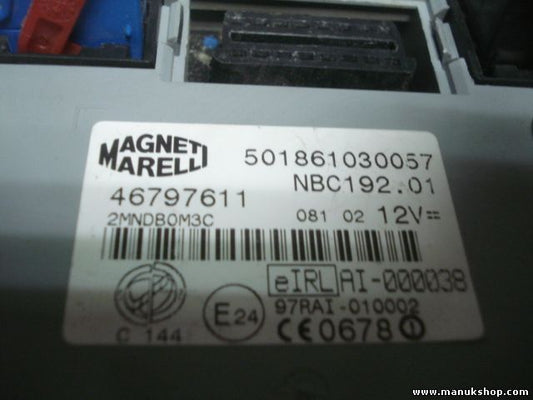 MAGNETI
MARELLI
501861030057
46797611
NBC192.01
2MNDB0M3C
081 02 12V
eIRL AI-000038
97RAI-010002
C 144
E24
CE0678
www.manukshop.com